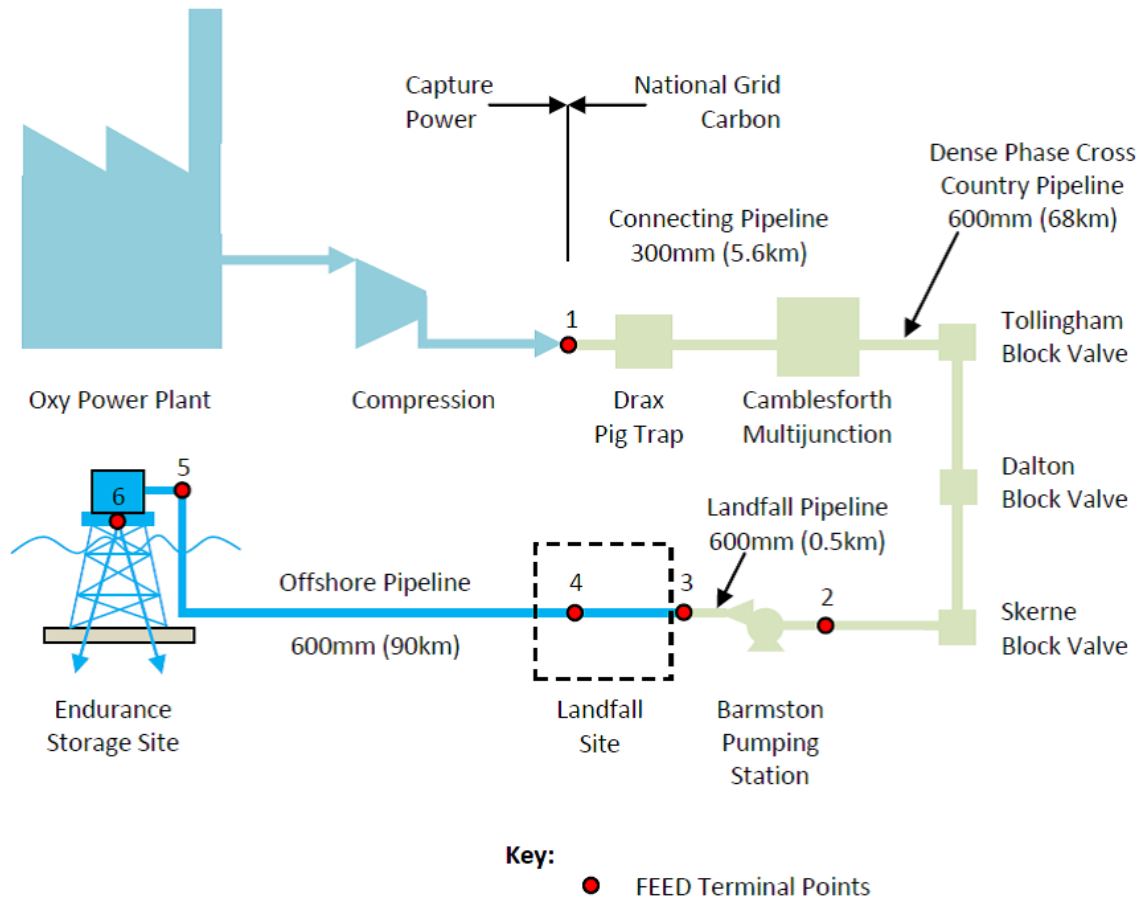 Capture
Power
National Grid
Carbon
Dense Phase Cross
Country Pipeline
600mm (68km)
Connecting Pipeline
300mm (5.6km)
1
Tollingham
Block Valve
Oxy Power Plant
Compression
Drax
Pig Trap
Camblesforth
Multijunction
5
6
Dalton
Block Valve
Landfall Pipeline
600mm (0.5km)
Offshore Pipeline
600mm (90km)
4
3
2
Skerne
Block Valve
Endurance
Storage Site
Landfall
Site
Barmston
Pumping
Station
Key:
FEED Terminal Points